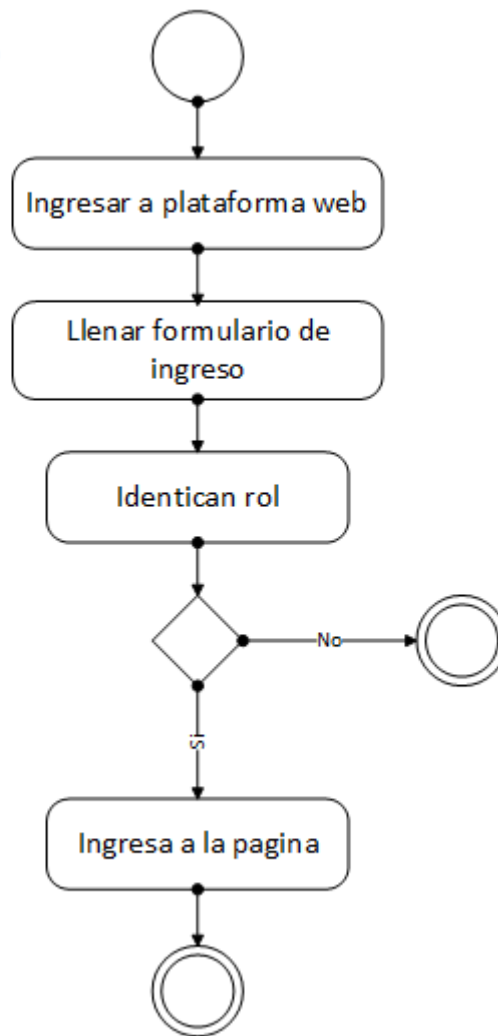 Ingresar a plataforma web
Llenar formulario de
ingreso
Identican rol
No
Si
Ingresa a la pagina